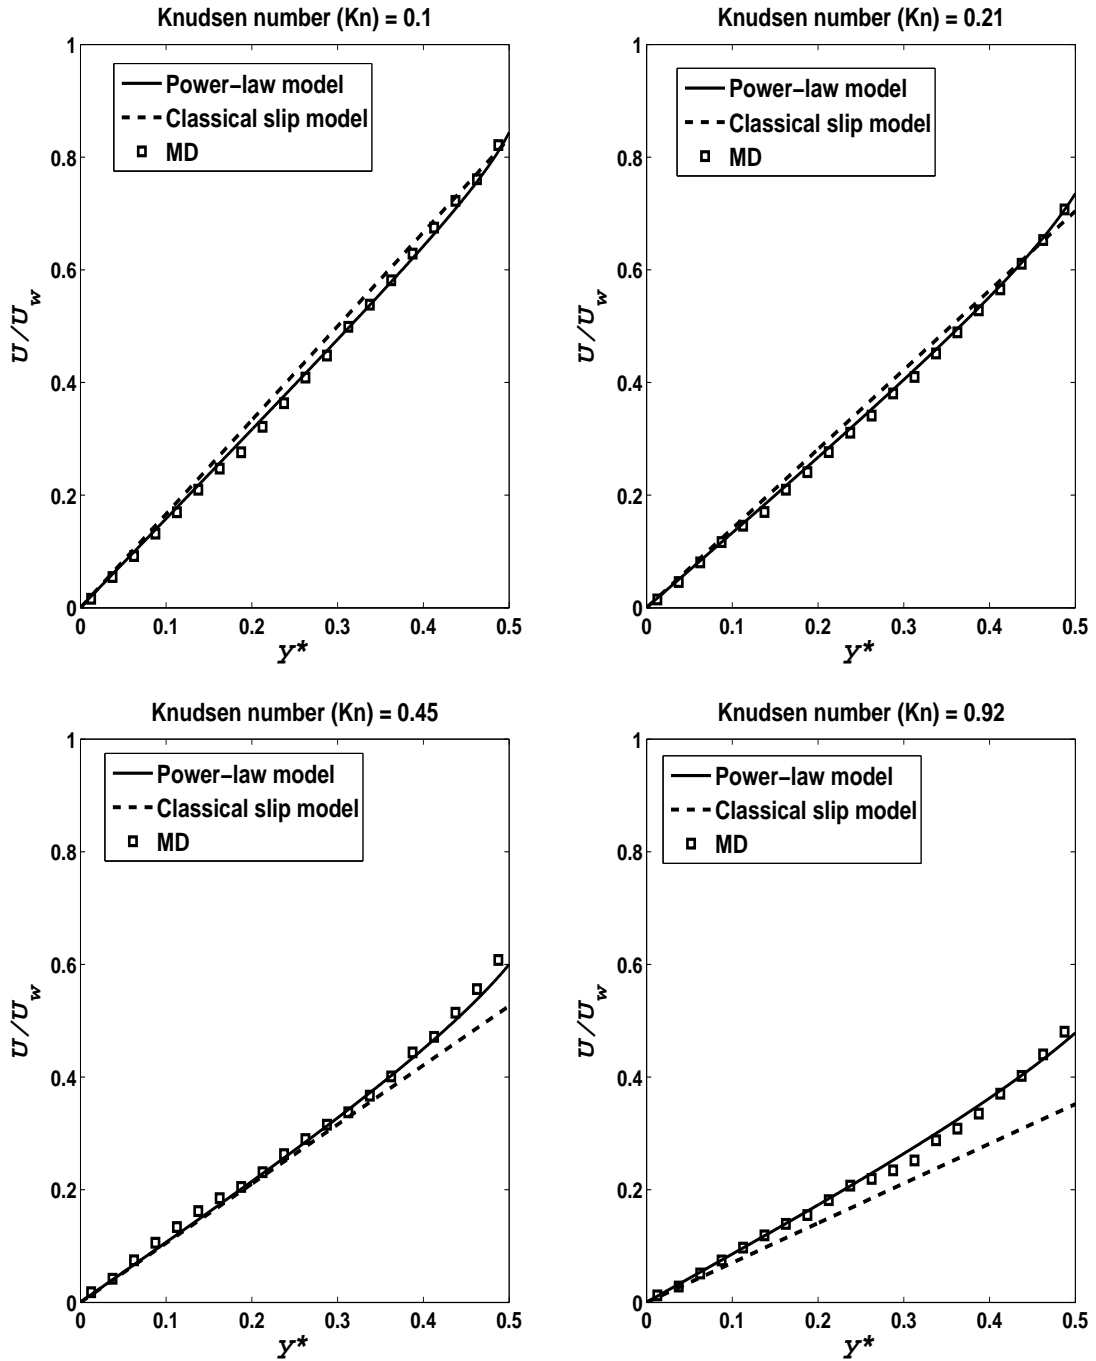 Knudsen number (Kn) = 0.1
1
0.8
0.6
0.4
0.2
0
U/U_w
Power-law model
Classical slip model
MD
0 0.1 0.2 0.3 0.4 0.5
y*
Knudsen number (Kn) = 0.21
1
0.8
0.6
0.4
0.2
0
U/U_w
Power-law model
Classical slip model
MD
0 0.1 0.2 0.3 0.4 0.5
y*
Knudsen number (Kn) = 0.45
1
0.8
0.6
0.4
0.2
0
U/U_w
Power-law model
Classical slip model
MD
0 0.1 0.2 0.3 0.4 0.5
y*
Knudsen number (Kn) = 0.92
1
0.8
0.6
0.4
0.2
0
U/U_w
Power-law model
Classical slip model
MD
0 0.1 0.2 0.3 0.4 0.5
y*